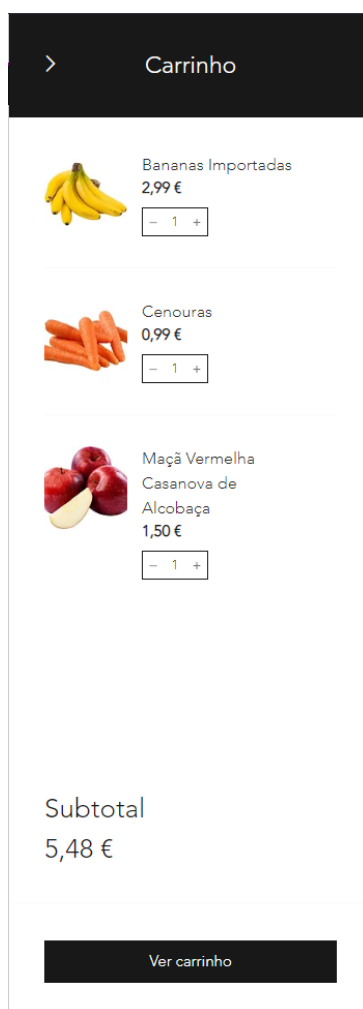 Carrinho
Bananas Importadas
2,99 €
− 1 +
Cenouras
0,99 €
− 1 +
Maçã Vermelha
Casanova de
Alcobaça
1,50 €
− 1 +
Subtotal
5,48 €
Ver carrinho